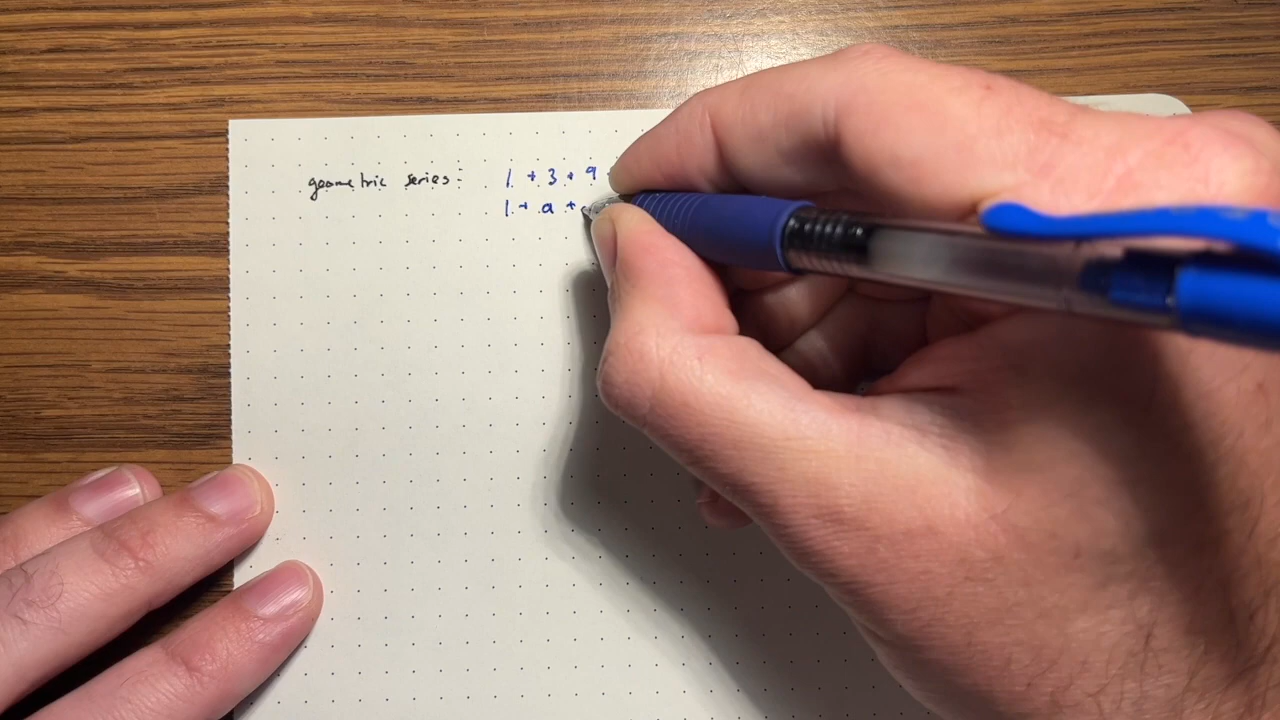 geometric series: 1 + 3 + 9
1 + a +